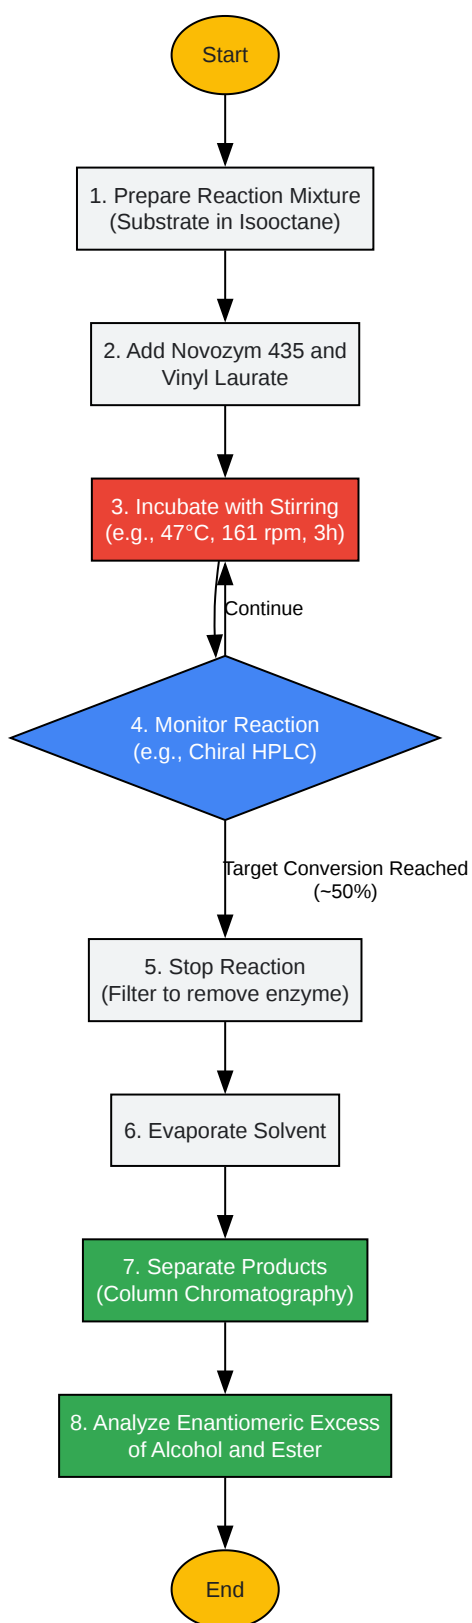 Start
1. Prepare Reaction Mixture
(Substrate in Isooctane)
2. Add Novozym 435 and
Vinyl Laurate
3. Incubate with Stirring
(e.g., 47°C, 161 rpm, 3h)
Continue
4. Monitor Reaction
(e.g., Chiral HPLC)
Target Conversion Reached
(~50%)
5. Stop Reaction
(Filter to remove enzyme)
6. Evaporate Solvent
7. Separate Products
(Column Chromatography)
8. Analyze Enantiomeric Excess
of Alcohol and Ester
End